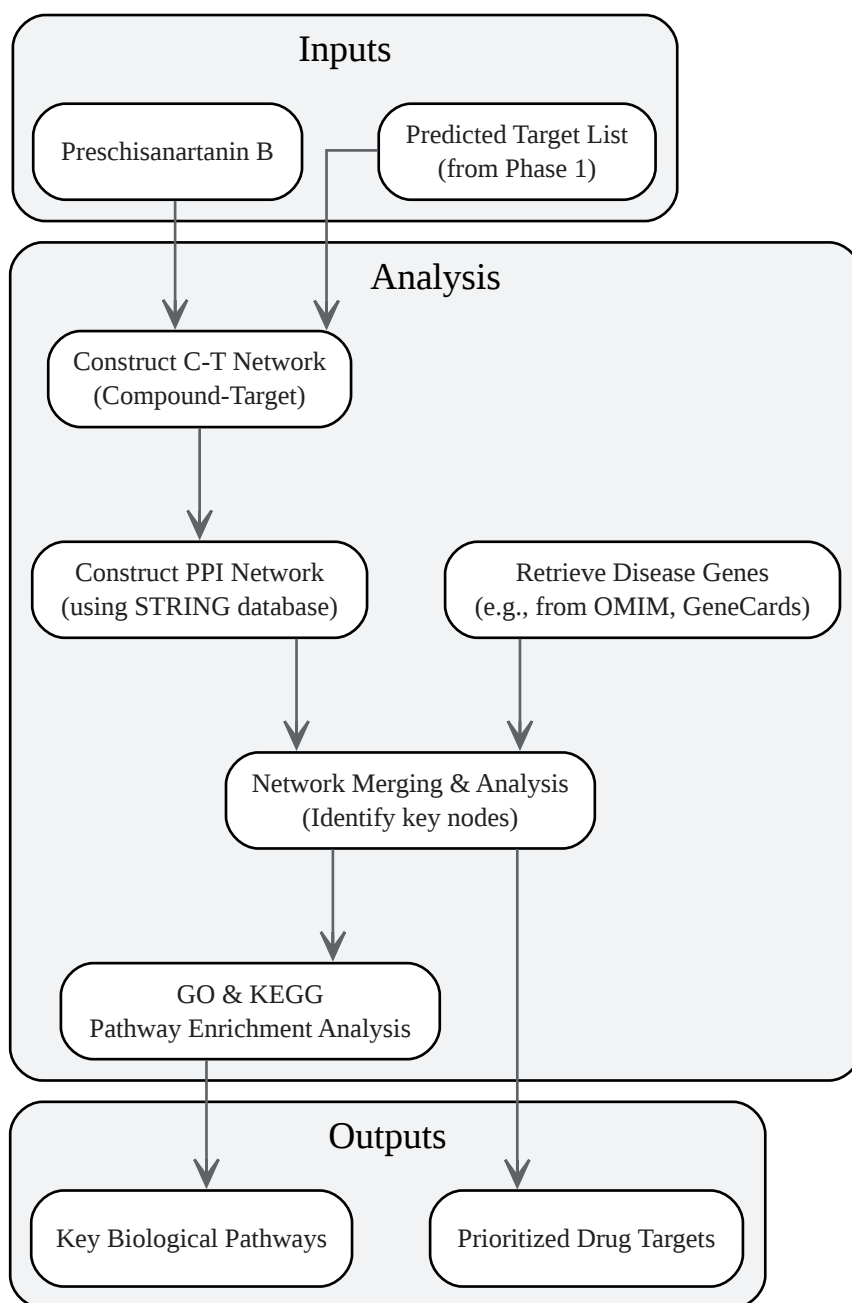 Inputs
Preschisanartanin B
Predicted Target List
(from Phase 1)
Analysis
Construct C-T Network
(Compound-Target)
Construct PPI Network
(using STRING database)
Retrieve Disease Genes
(e.g., from OMIM, GeneCards)
Network Merging & Analysis
(Identify key nodes)
GO & KEGG
Pathway Enrichment Analysis
Outputs
Key Biological Pathways
Prioritized Drug Targets